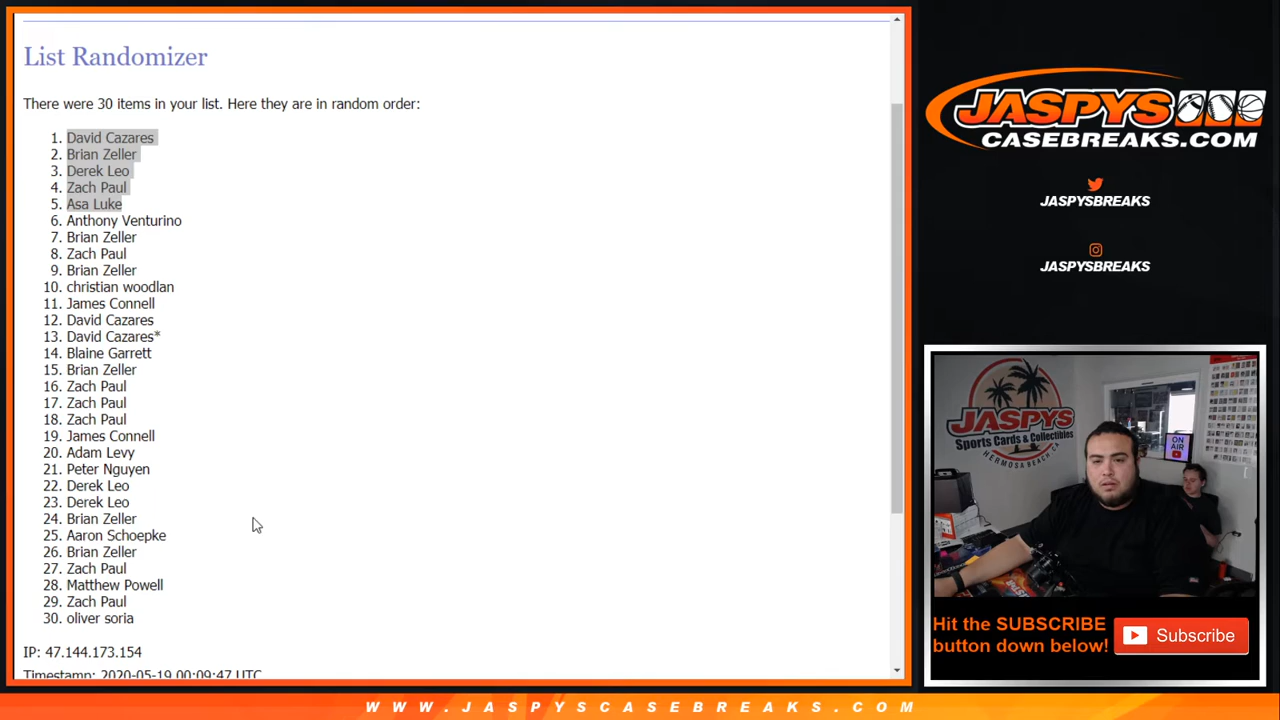 List Randomizer
There were 30 items in your list. Here they are in random order:
1. David Cazares
2. Brian Zeller
3. Derek Leo
4. Zach Paul
5. Asa Luke
6. Anthony Venturino
7. Brian Zeller
8. Zach Paul
9. Brian Zeller
10. christian woodlan
11. James Connell
12. David Cazares
13. David Cazares*
14. Blaine Garrett
15. Brian Zeller
16. Zach Paul
17. Zach Paul
18. Zach Paul
19. James Connell
20. Adam Levy
21. Peter Nguyen
22. Derek Leo
23. Derek Leo
24. Brian Zeller
25. Aaron Schoepke
26. Brian Zeller
27. Zach Paul
28. Matthew Powell
29. Zach Paul
30. oliver soria
IP: 47.144.173.154
Timestamp: 2020-05-19 00:09:47 UTC
JASPYS
CASEBREAKS.COM
JASPYSBREAKS
JASPYSBREAKS
JASPYS
Sports Cards & Collectibles
HERMOSA BEACH CA
ON
AIR
Hit the SUBSCRIBE
button down below!
Subscribe
WWW.JASPYSCASEBREAKS.COM